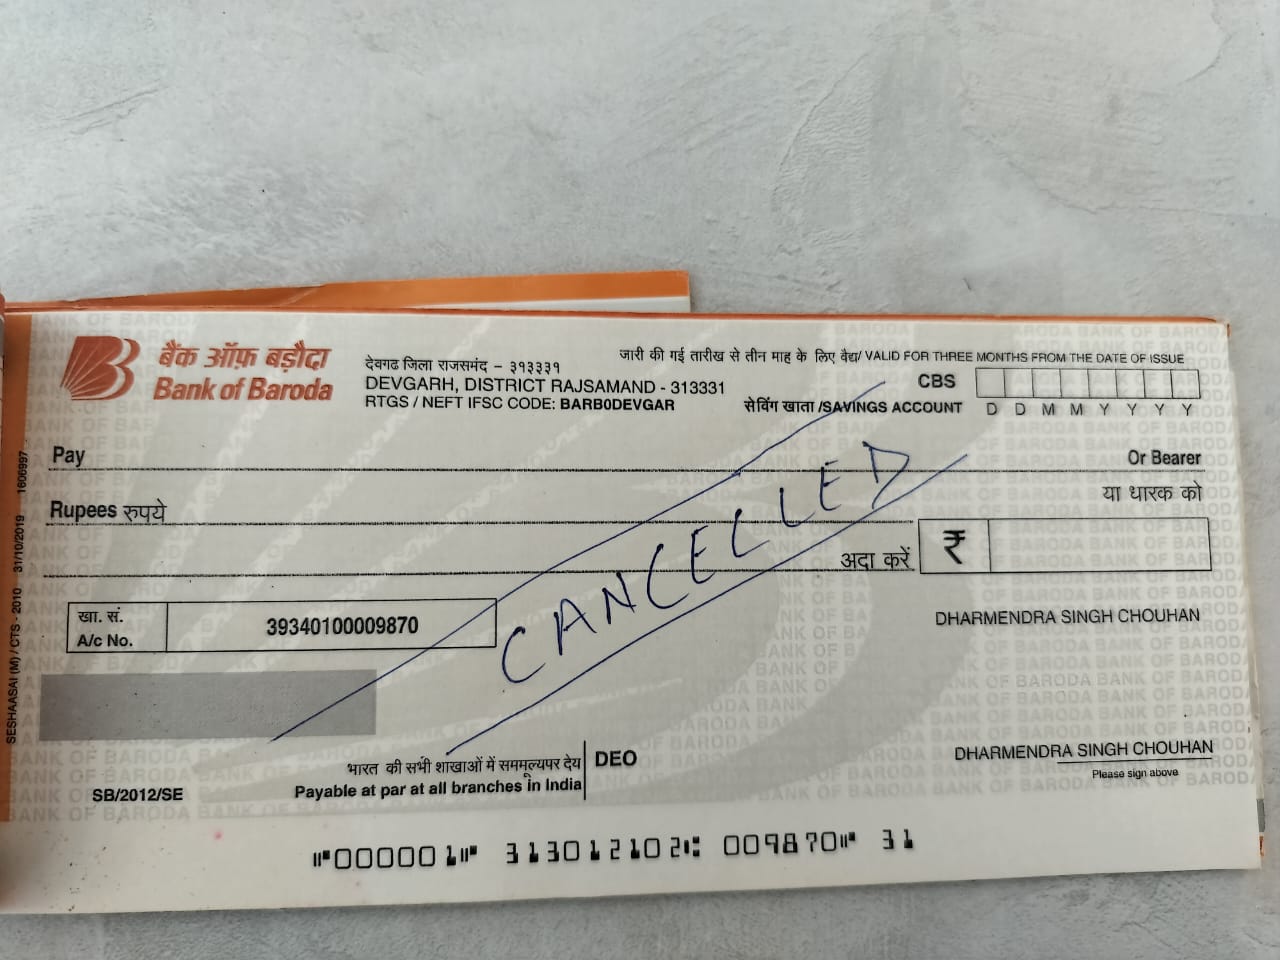 बैंक ऑफ़ बड़ौदा
Bank of Baroda
देवगढ जिला राजसमंद - ३१३३३१
DEVGARH, DISTRICT RAJSAMAND - 313331
RTGS / NEFT IFSC CODE: BARB0DEVGAR
जारी की गई तारीख से तीन माह के लिए वैद्य/ VALID FOR THREE MONTHS FROM THE DATE OF ISSUE
CBS
सेविंग खाता /SAVINGS ACCOUNT
D D M M Y Y Y Y
Pay
Or Bearer
या धारक को
Rupees रुपये
अदा करें ₹
CANCELLED
खा. सं.
A/c No. 39340100009870
DHARMENDRA SINGH CHOUHAN
SESHAASAI (M) / CTS - 2010 31/10/2019 1606997
भारत की सभी शाखाओं में सममूल्यपर देय
Payable at par at all branches in India
DEO
SB/2012/SE
DHARMENDRA SINGH CHOUHAN
Please sign above
⑈000001⑈ 313012102⑆ 009870⑈ 31